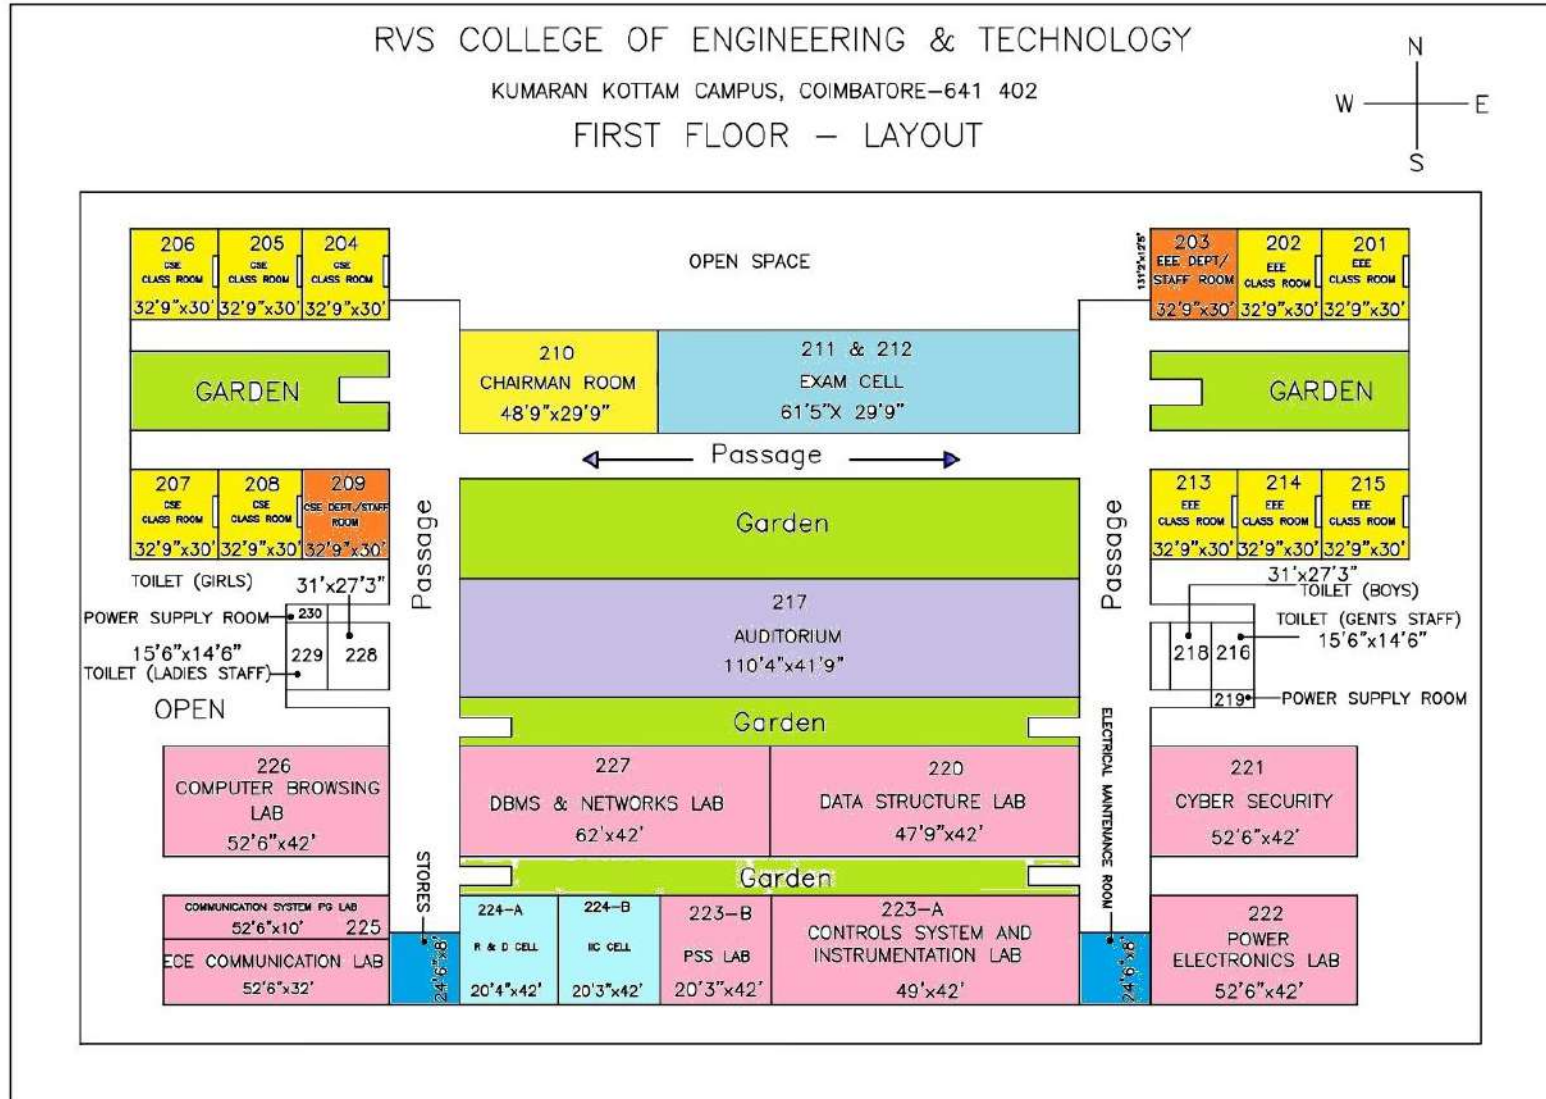 RVS COLLEGE OF ENGINEERING & TECHNOLOGY
KUMARAN KOTTAM CAMPUS, COIMBATORE-641 402
FIRST FLOOR - LAYOUT
N
W E
S
206
CSE
CLASS ROOM
32'9"x30'
205
CSE
CLASS ROOM
32'9"x30'
204
CSE
CLASS ROOM
32'9"x30'
OPEN SPACE
131'2"x12'5"
203
EEE DEPT/
STAFF ROOM
32'9"x30'
202
EEE
CLASS ROOM
32'9"x30'
201
EEE
CLASS ROOM
32'9"x30'
GARDEN
210
CHAIRMAN ROOM
48'9"x29'9"
211 & 212
EXAM CELL
61'5"X 29'9"
GARDEN
Passage
207
CSE
CLASS ROOM
32'9"x30'
208
CSE
CLASS ROOM
32'9"x30'
209
CSE DEPT./STAFF
ROOM
32'9"x30'
Passage
Garden
Passage
213
EEE
CLASS ROOM
32'9"x30'
214
EEE
CLASS ROOM
32'9"x30'
215
EEE
CLASS ROOM
32'9"x30'
TOILET (GIRLS)
31'x27'3"
POWER SUPPLY ROOM
230
15'6"x14'6"
229
228
TOILET (LADIES STAFF)
OPEN
217
AUDITORIUM
110'4"x41'9"
31'x27'3"
TOILET (BOYS)
TOILET (GENTS STAFF)
15'6"x14'6"
218
216
219
POWER SUPPLY ROOM
Garden
ELECTRICAL MAINTENANCE ROOM
226
COMPUTER BROWSING
LAB
52'6"x42'
227
DBMS & NETWORKS LAB
62'x42'
220
DATA STRUCTURE LAB
47'9"x42'
221
CYBER SECURITY
52'6"x42'
STORES
Garden
COMMUNICATION SYSTEM PG LAB
52'6"x10' 225
ECE COMMUNICATION LAB
52'6"x32'
24'6"x8'
224-A
R & D CELL
20'4"x42'
224-B
IIC CELL
20'3"x42'
223-B
PSS LAB
20'3"x42'
223-A
CONTROLS SYSTEM AND
INSTRUMENTATION LAB
49'x42'
24'6"x8'
222
POWER
ELECTRONICS LAB
52'6"x42'